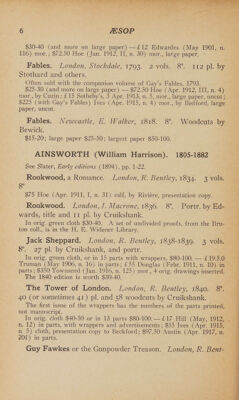 6 ÆSOP
$30-40 (and more on large paper)—£12 Edwardes (May 1901, n.
116) mor.; $72.50 Hoe (Jan. 1912, II, n. 30) mor., large paper.
Fables. London, Stockdale, 1793. 2 vols. 8°. 112 pl. by
Stothard and others.
Often sold with the companion volume of Gay's Fables, 1793.
$25-30 (and more on large paper) — $72.50 Hoe (Apr. 1912, III, n. 4)
mor., by Curin; £15 Sotheby's, 3 Apr. 1913, n. 5, mor., large paper, uncut;
$225 (with Gay's Fables) Ives (Apr. 1915, n. 4) mor., by Bedford, large
paper, uncut.
Fables. Newcastle, E. Walker, 1818. 8°. Woodcuts by
Bewick.
$15-20; large paper $25-30; largest paper $50-100.
AINSWORTH (William Harrison). 1805-1882
See Slater, Early editions (1894), pp. 1-22.
Rookwood, a Romance. London, R. Bentley, 1834. 3 vols.
8°
$75 Hoe (Apr. 1911, I, n. 31) calf, by Rivière, presentation copy.
Rookwood. London, J. Macrone, 1836. 8°. Portr. by Ed-
wards, title and 11 pl. by Cruikshank.
In orig. green cloth $30-40. A set of undivided proofs, from the Bru-
ton coll., is in the H. E. Widener Library.
Jack Sheppard. London, R. Bentley, 1838-1839. 3 vols.
8°. 27 pl. by Cruikshank, and portr.
In orig. green cloth, or in 15 parts with wrappers, $80-100. — £19.5.0
Truman (May 1906, n. 16) in parts; £35 Douglas (Febr. 1911, n. 10) in
parts; $350 Townsend (Jan. 1916, n. 125) mor., 4 orig. drawings inserted.
The 1840 edition is worth $30-40.
The Tower of London. London, R. Bentley, 1840. 8°.
40 (or sometimes 41) pl. and 58 woodcuts by Cruikshank.
The first issue of the wrappers has the numbers of the parts printed,
not manuscript.
In orig. cloth $40-50 or in 13 parts $80-100. — £17 Hill (May, 1912,
n. 12) in parts, with wrappers and advertisements; $55 Ives (Apr. 1915,
n. 5) cloth, presentation copy to Beckford; $97.50 Austin (Apr. 1917, n.
201) in parts.
Guy Fawkes or the Gunpowder Treason. London, R. Bent-